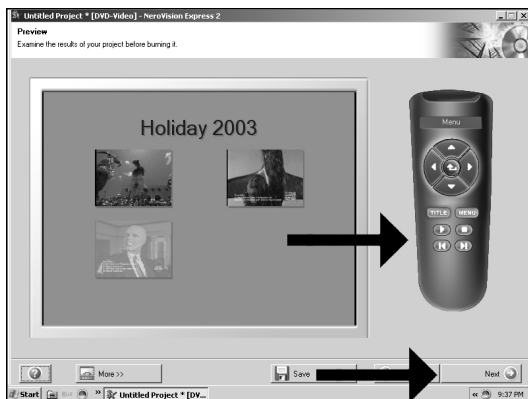 Untitled Project * [DVD-Video] - NeroVision Express 2
Preview
Examine the results of your project before burning it.
Holiday 2003
Menu
TITLE MENU
More >>
Save
Next
Start
» Untitled Project * [DV...
« 9:37 PM